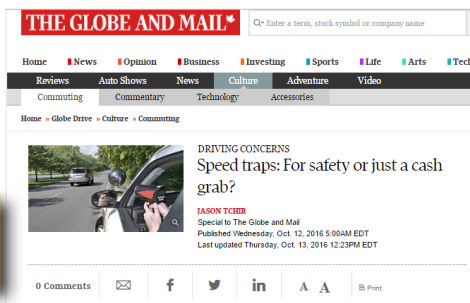 THE GLOBE AND MAIL
Enter a term, stock symbol or company name
Home News Opinion Business Investing Sports Life Arts Tech
Reviews Auto Shows News Culture Adventure Video
Commuting Commentary Technology Accessories
Home » Globe Drive » Culture » Commuting
DRIVING CONCERNS
Speed traps: For safety or just a cash
grab?
JASON TCHIR
Special to The Globe and Mail
Published Wednesday, Oct. 12, 2016 5:00AM EDT
Last updated Thursday, Oct. 13, 2016 12:23PM EDT
0 Comments f in A A Print